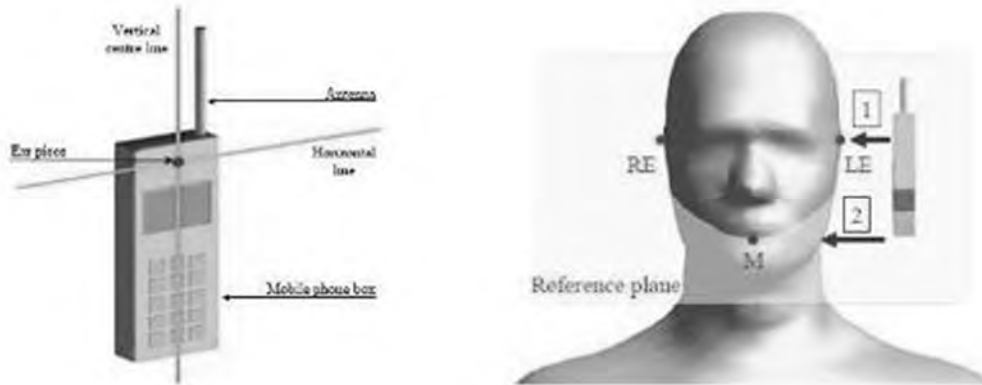 Vertical
centre line
Antenna
Ear piece
Horizontal
line
Mobile phone box
1
RE
LE
2
M
Reference plane